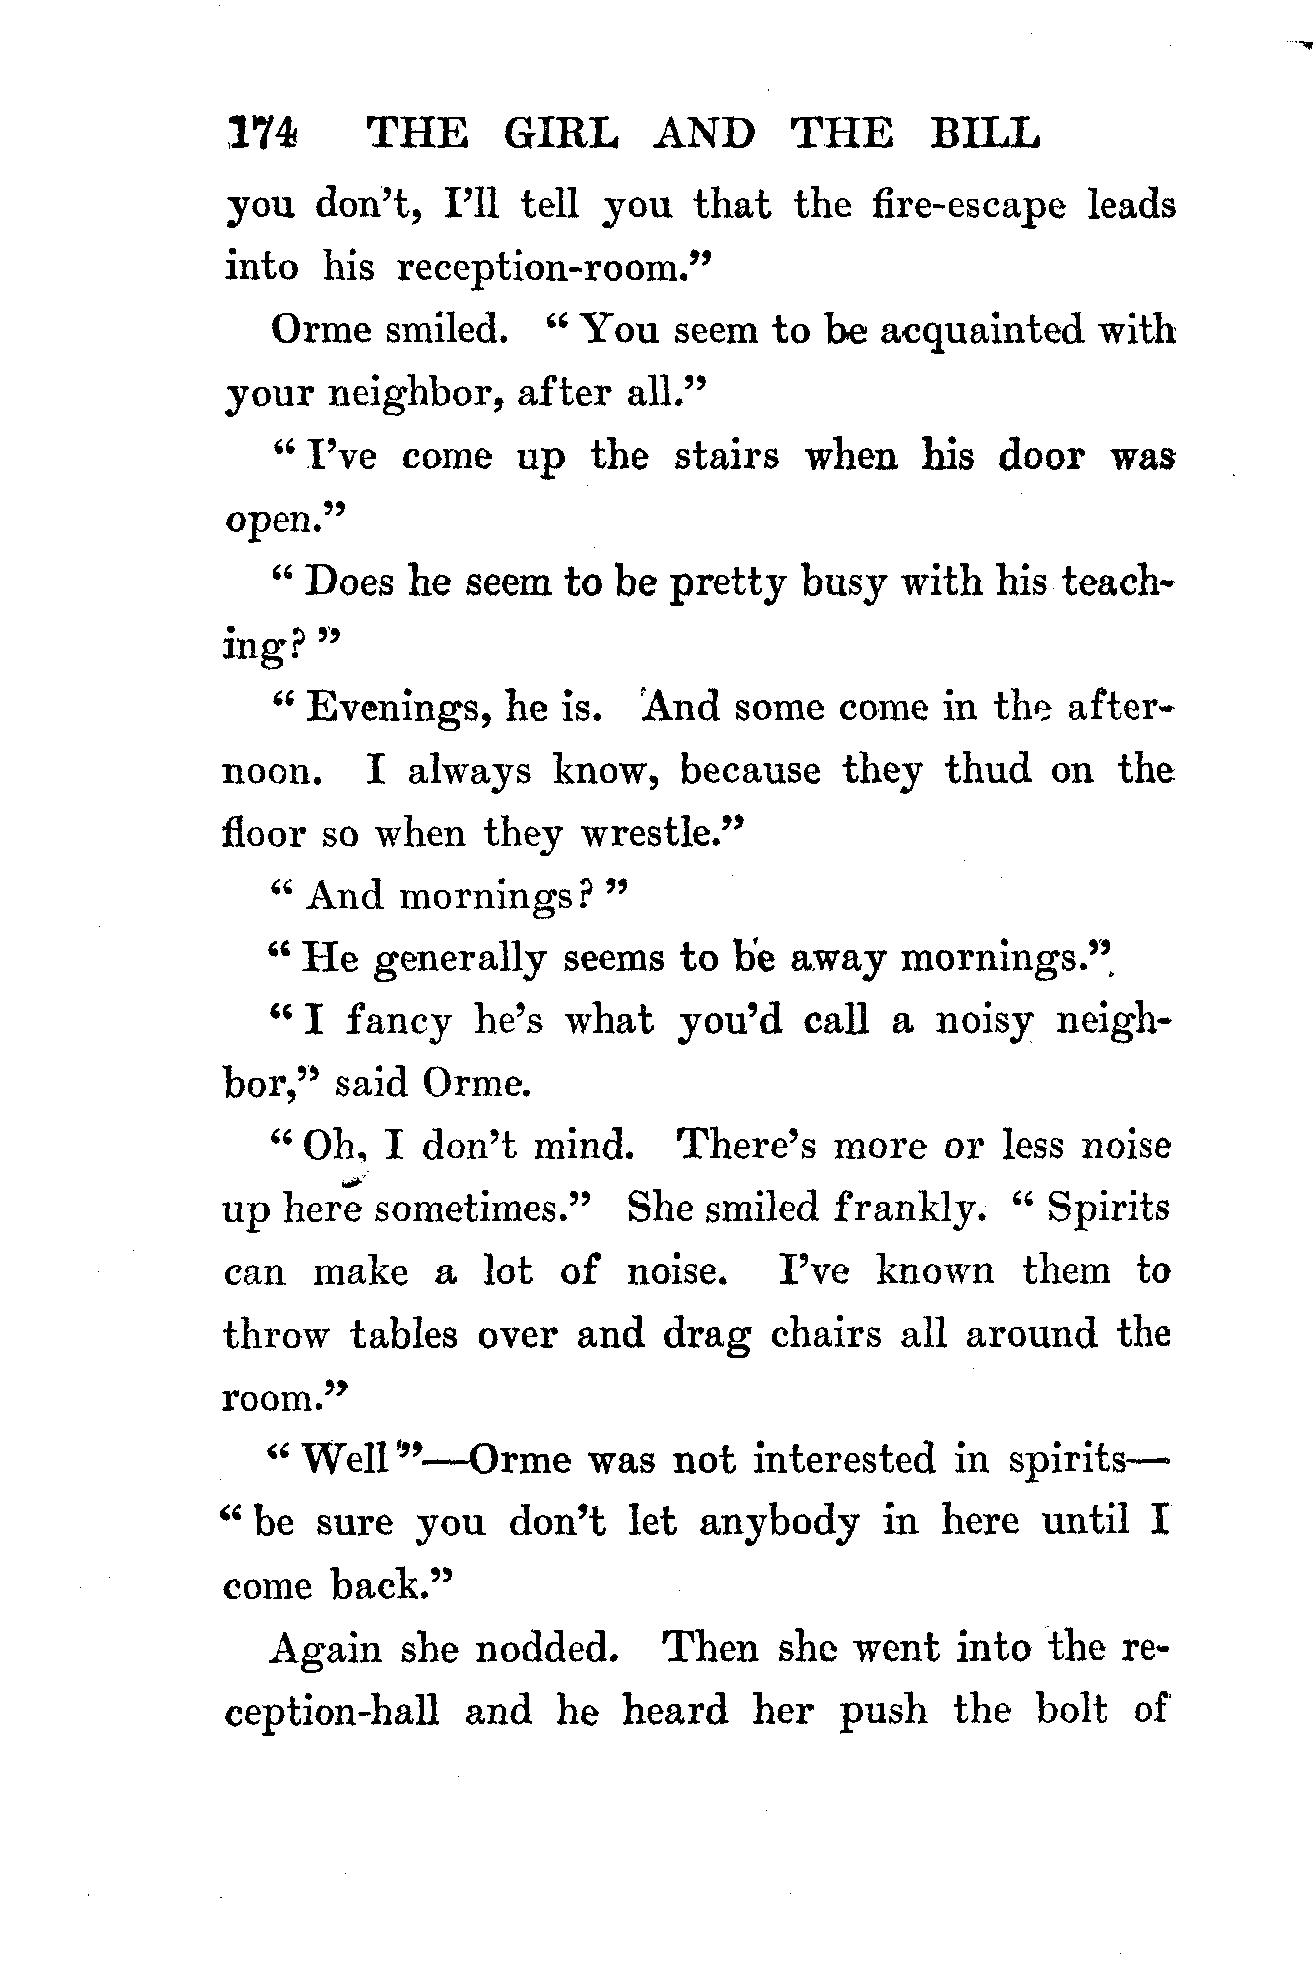 174 THE GIRL AND THE BILL
you don't, I'll tell you that the fire-escape leads
into his reception-room."
Orme smiled. "You seem to be acquainted with
your neighbor, after all."
"I've come up the stairs when his door was
open."
"Does he seem to be pretty busy with his teach-
ing?"
"Evenings, he is. And some come in the after-
noon. I always know, because they thud on the
floor so when they wrestle."
"And mornings?"
"He generally seems to be away mornings."
"I fancy he's what you'd call a noisy neigh-
bor," said Orme.
"Oh, I don't mind. There's more or less noise
up here sometimes." She smiled frankly. "Spirits
can make a lot of noise. I've known them to
throw tables over and drag chairs all around the
room."
"Well"—Orme was not interested in spirits—
"be sure you don't let anybody in here until I
come back."
Again she nodded. Then she went into the re-
ception-hall and he heard her push the bolt of